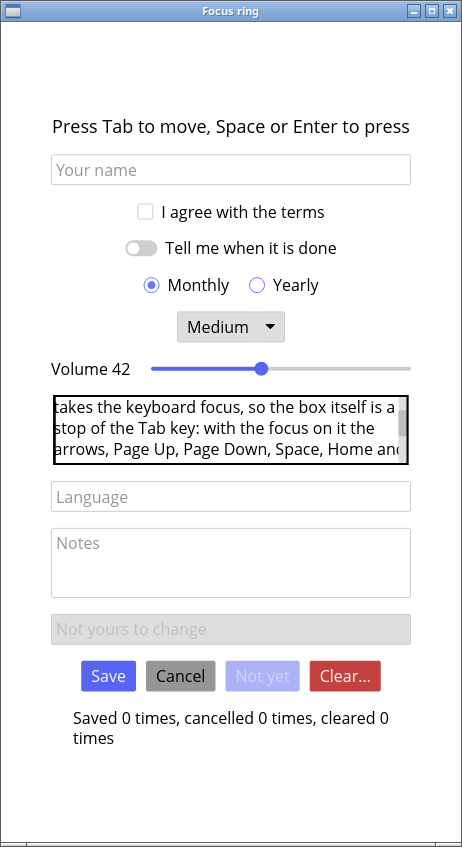 Focus ring
Press Tab to move, Space or Enter to press
Your name
I agree with the terms
Tell me when it is done
Monthly Yearly
Medium
Volume 42
takes the keyboard focus, so the box itself is a
stop of the Tab key: with the focus on it the
arrows, Page Up, Page Down, Space, Home and
Language
Notes
Not yours to change
Save Cancel Not yet Clear...
Saved 0 times, cancelled 0 times, cleared 0
times